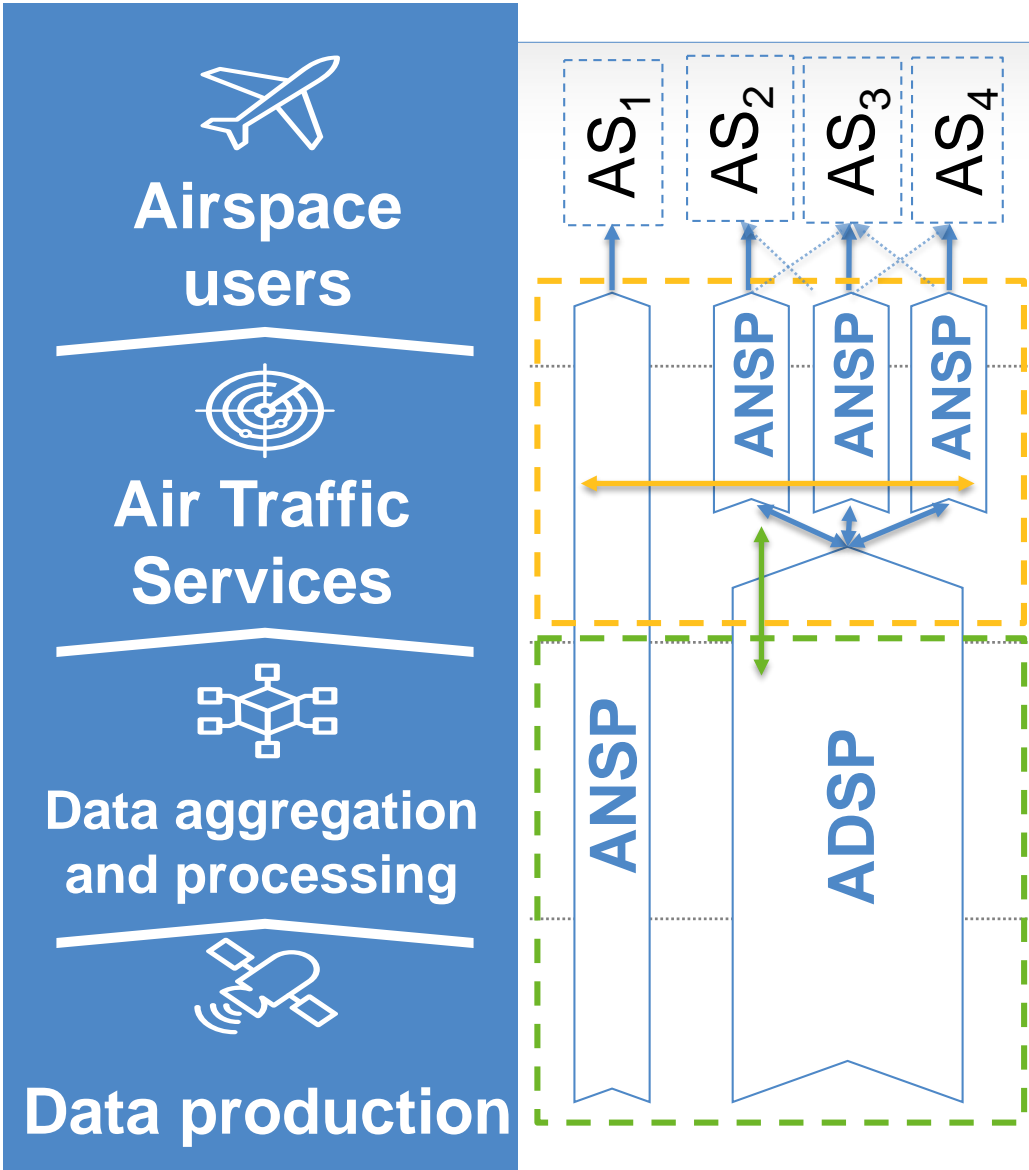 Airspace
users
Air Traffic
Services
Data aggregation
and processing
Data production
AS₁
AS₂
AS₃
AS₄
ANSP
ANSP
ANSP
ANSP
ADSP